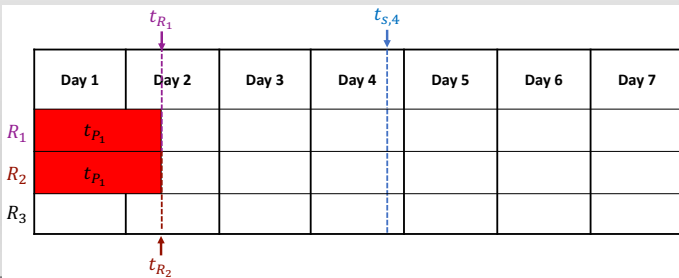 t_{R_1} t_{s,4}
Day 1 Day 2 Day 3 Day 4 Day 5 Day 6 Day 7
R_1 t_{P_1}
R_2 t_{P_1}
R_3
t_{R_2}